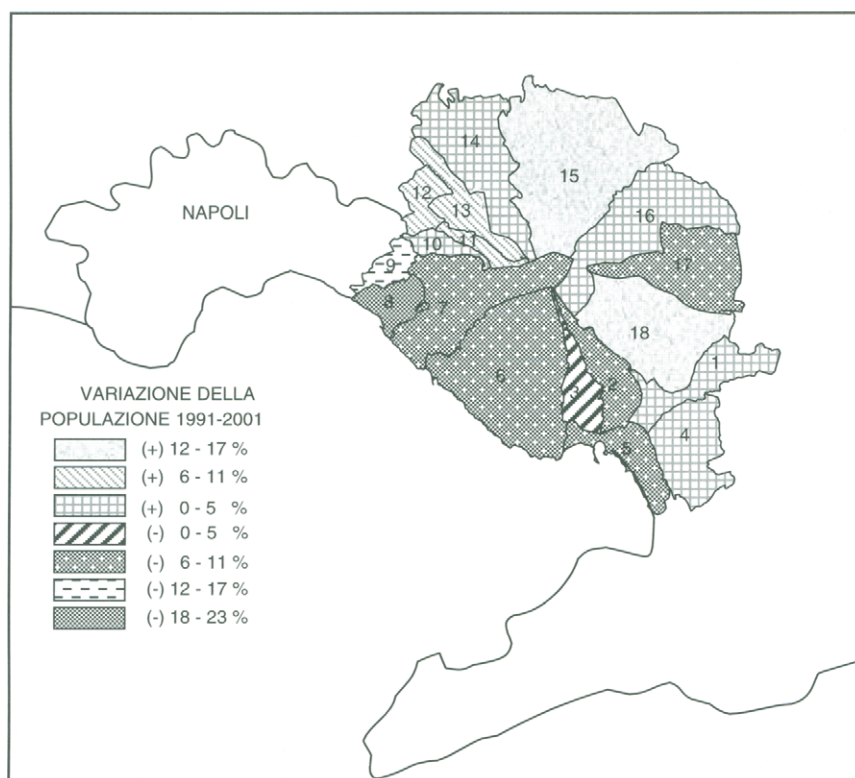 14
15
12
13
16
NAPOLI
11
10
17
9
8
7
18
1
6
2
3
VARIAZIONE DELLA
POPULAZIONE 1991-2001
4
5
(+) 12 - 17 %
(+) 6 - 11 %
(+) 0 - 5 %
(-) 0 - 5 %
(-) 6 - 11 %
(-) 12 - 17 %
(-) 18 - 23 %